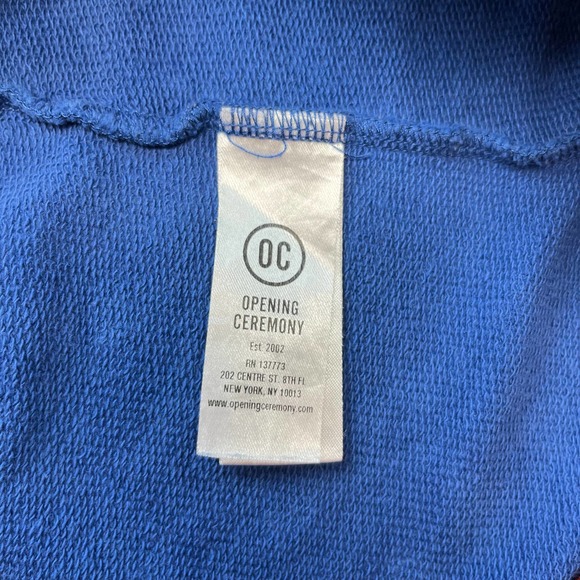 OC
OPENING
CEREMONY
Est. 2002
RN 137773
202 CENTRE ST. 8TH FL
NEW YORK, NY 10013
www.openingceremony.com